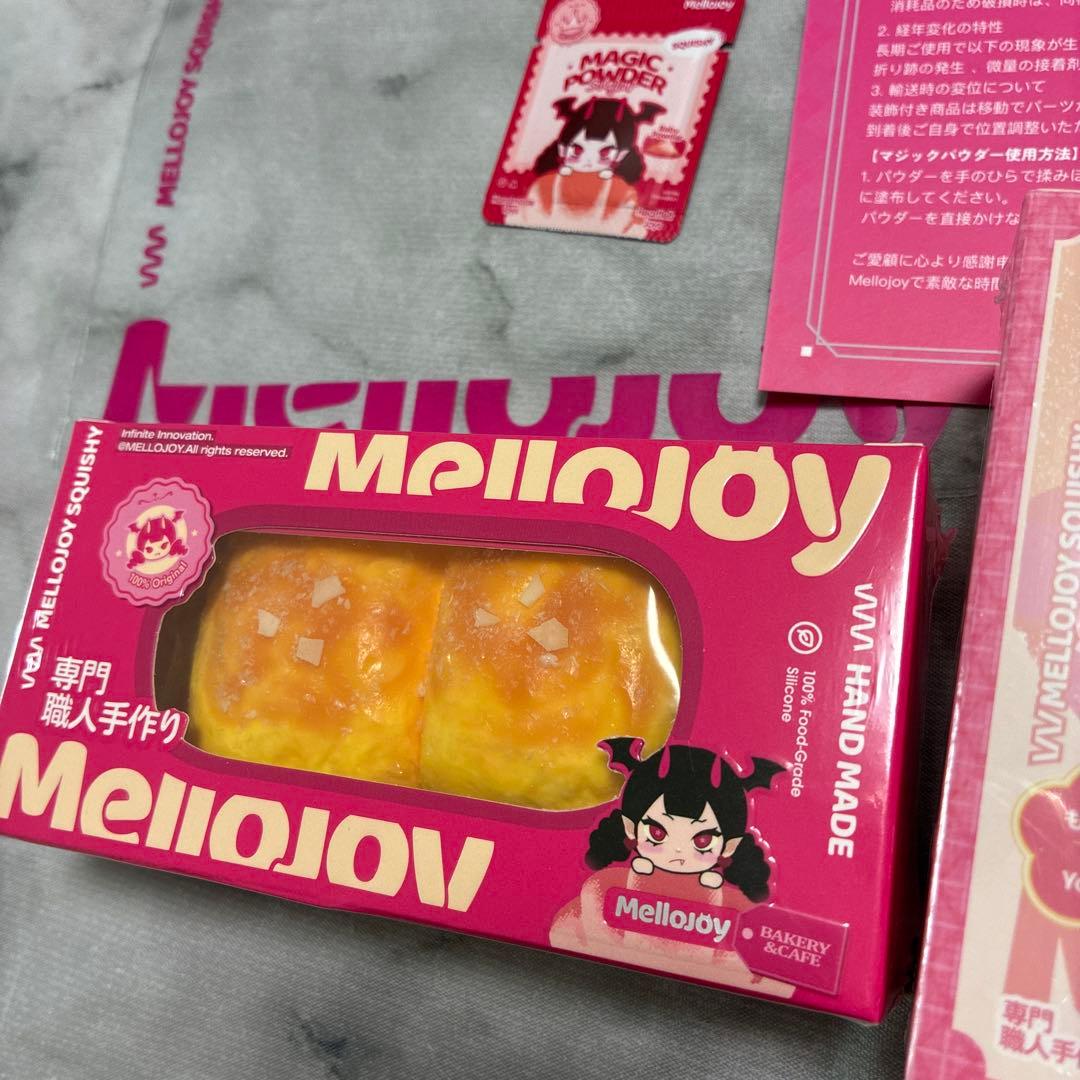 MELLOJOY SQUISHY
Mellojoy
Mellojoy
Squishy
MAGIC
POWDER
消耗品のため破損時は、
2. 経年変化の特性
長期ご使用で以下の現象が生
折り跡の発生 、微量の接着剤
3. 輸送時の変位について
装飾付き商品は移動でパーツが
到着後ご自身で位置調整いただ
【マジックパウダー使用方法】
1. パウダーを手のひらで揉みほ
に塗布してください。
パウダーを直接かけな
ご愛顧に心より感謝申
Mellojoyで素敵な時間
Infinite Innovation.
@MELLOJOY.All rights reserved.
Mellojoy
MELLOJOY SQUISHY
100% Original
専門
職人手作り
Mellojoy
100% Food-Grade
Silicone
HAND MADE
Mellojoy
BAKERY
&CAFE
MELLOJOY SQUISHY
専門
職人手作